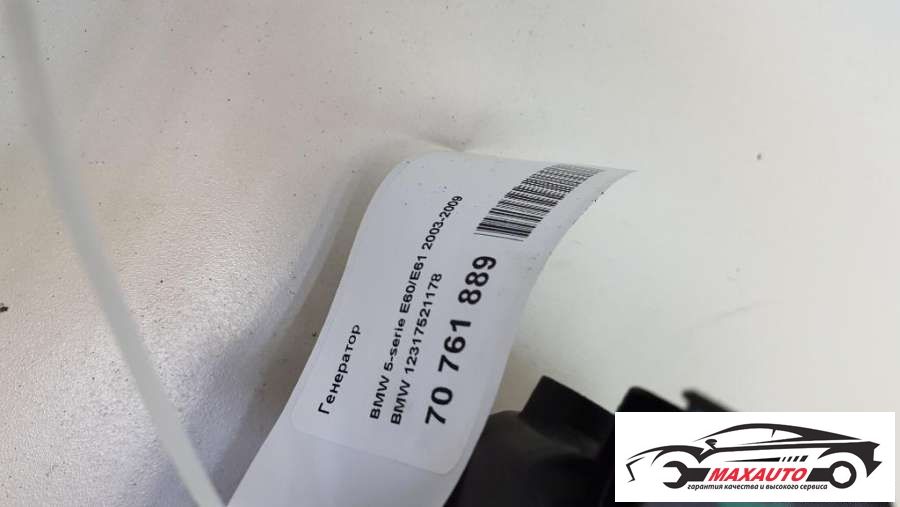 Генератор
BMW 5-serie E60/E61 2003-2009
BMW 12317521178
70 761 889
MAXAUTO
гарантия качества и высокого сервиса